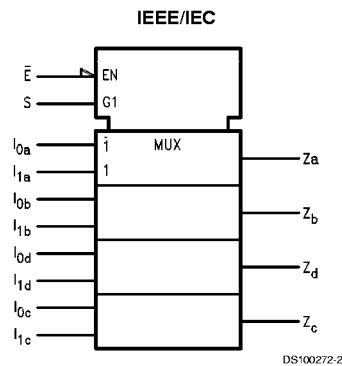 IEEE/IEC
E̅ EN
S G1
I0a 1̅ MUX Za
I1a 1
I0b Zb
I1b
I0d Zd
I1d
I0c Zc
I1c
DS100272-2